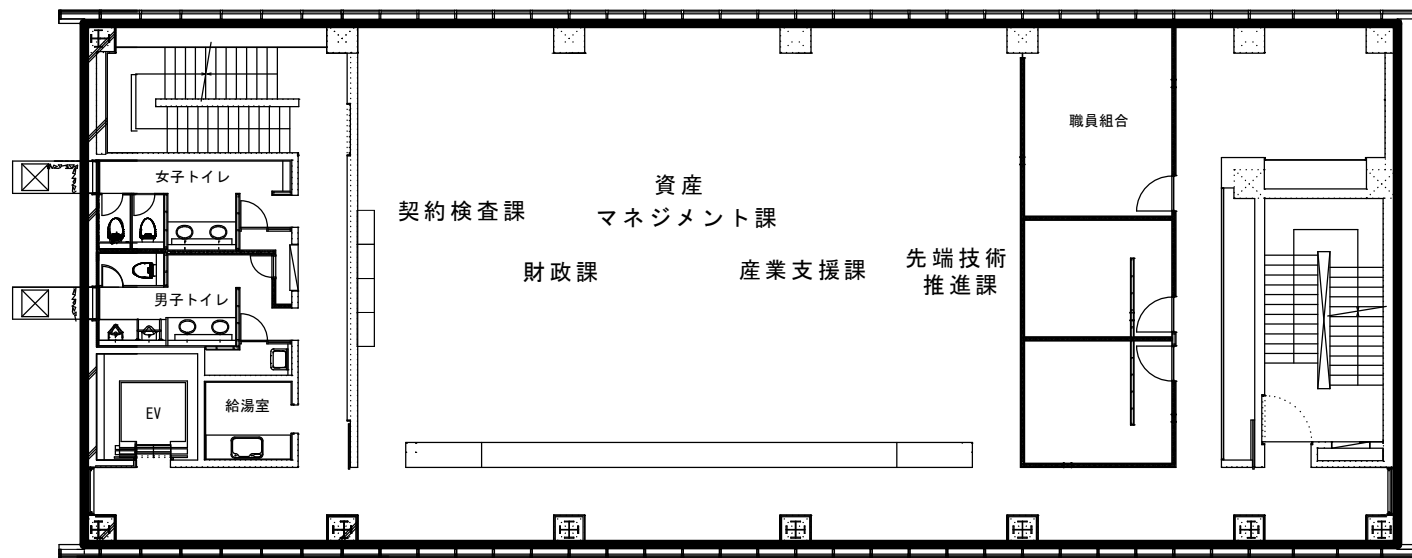 職員組合
女子トイレ
資産
マネジメント課
契約検査課
財政課
産業支援課
先端技術
推進課
男子トイレ
EV
給湯室